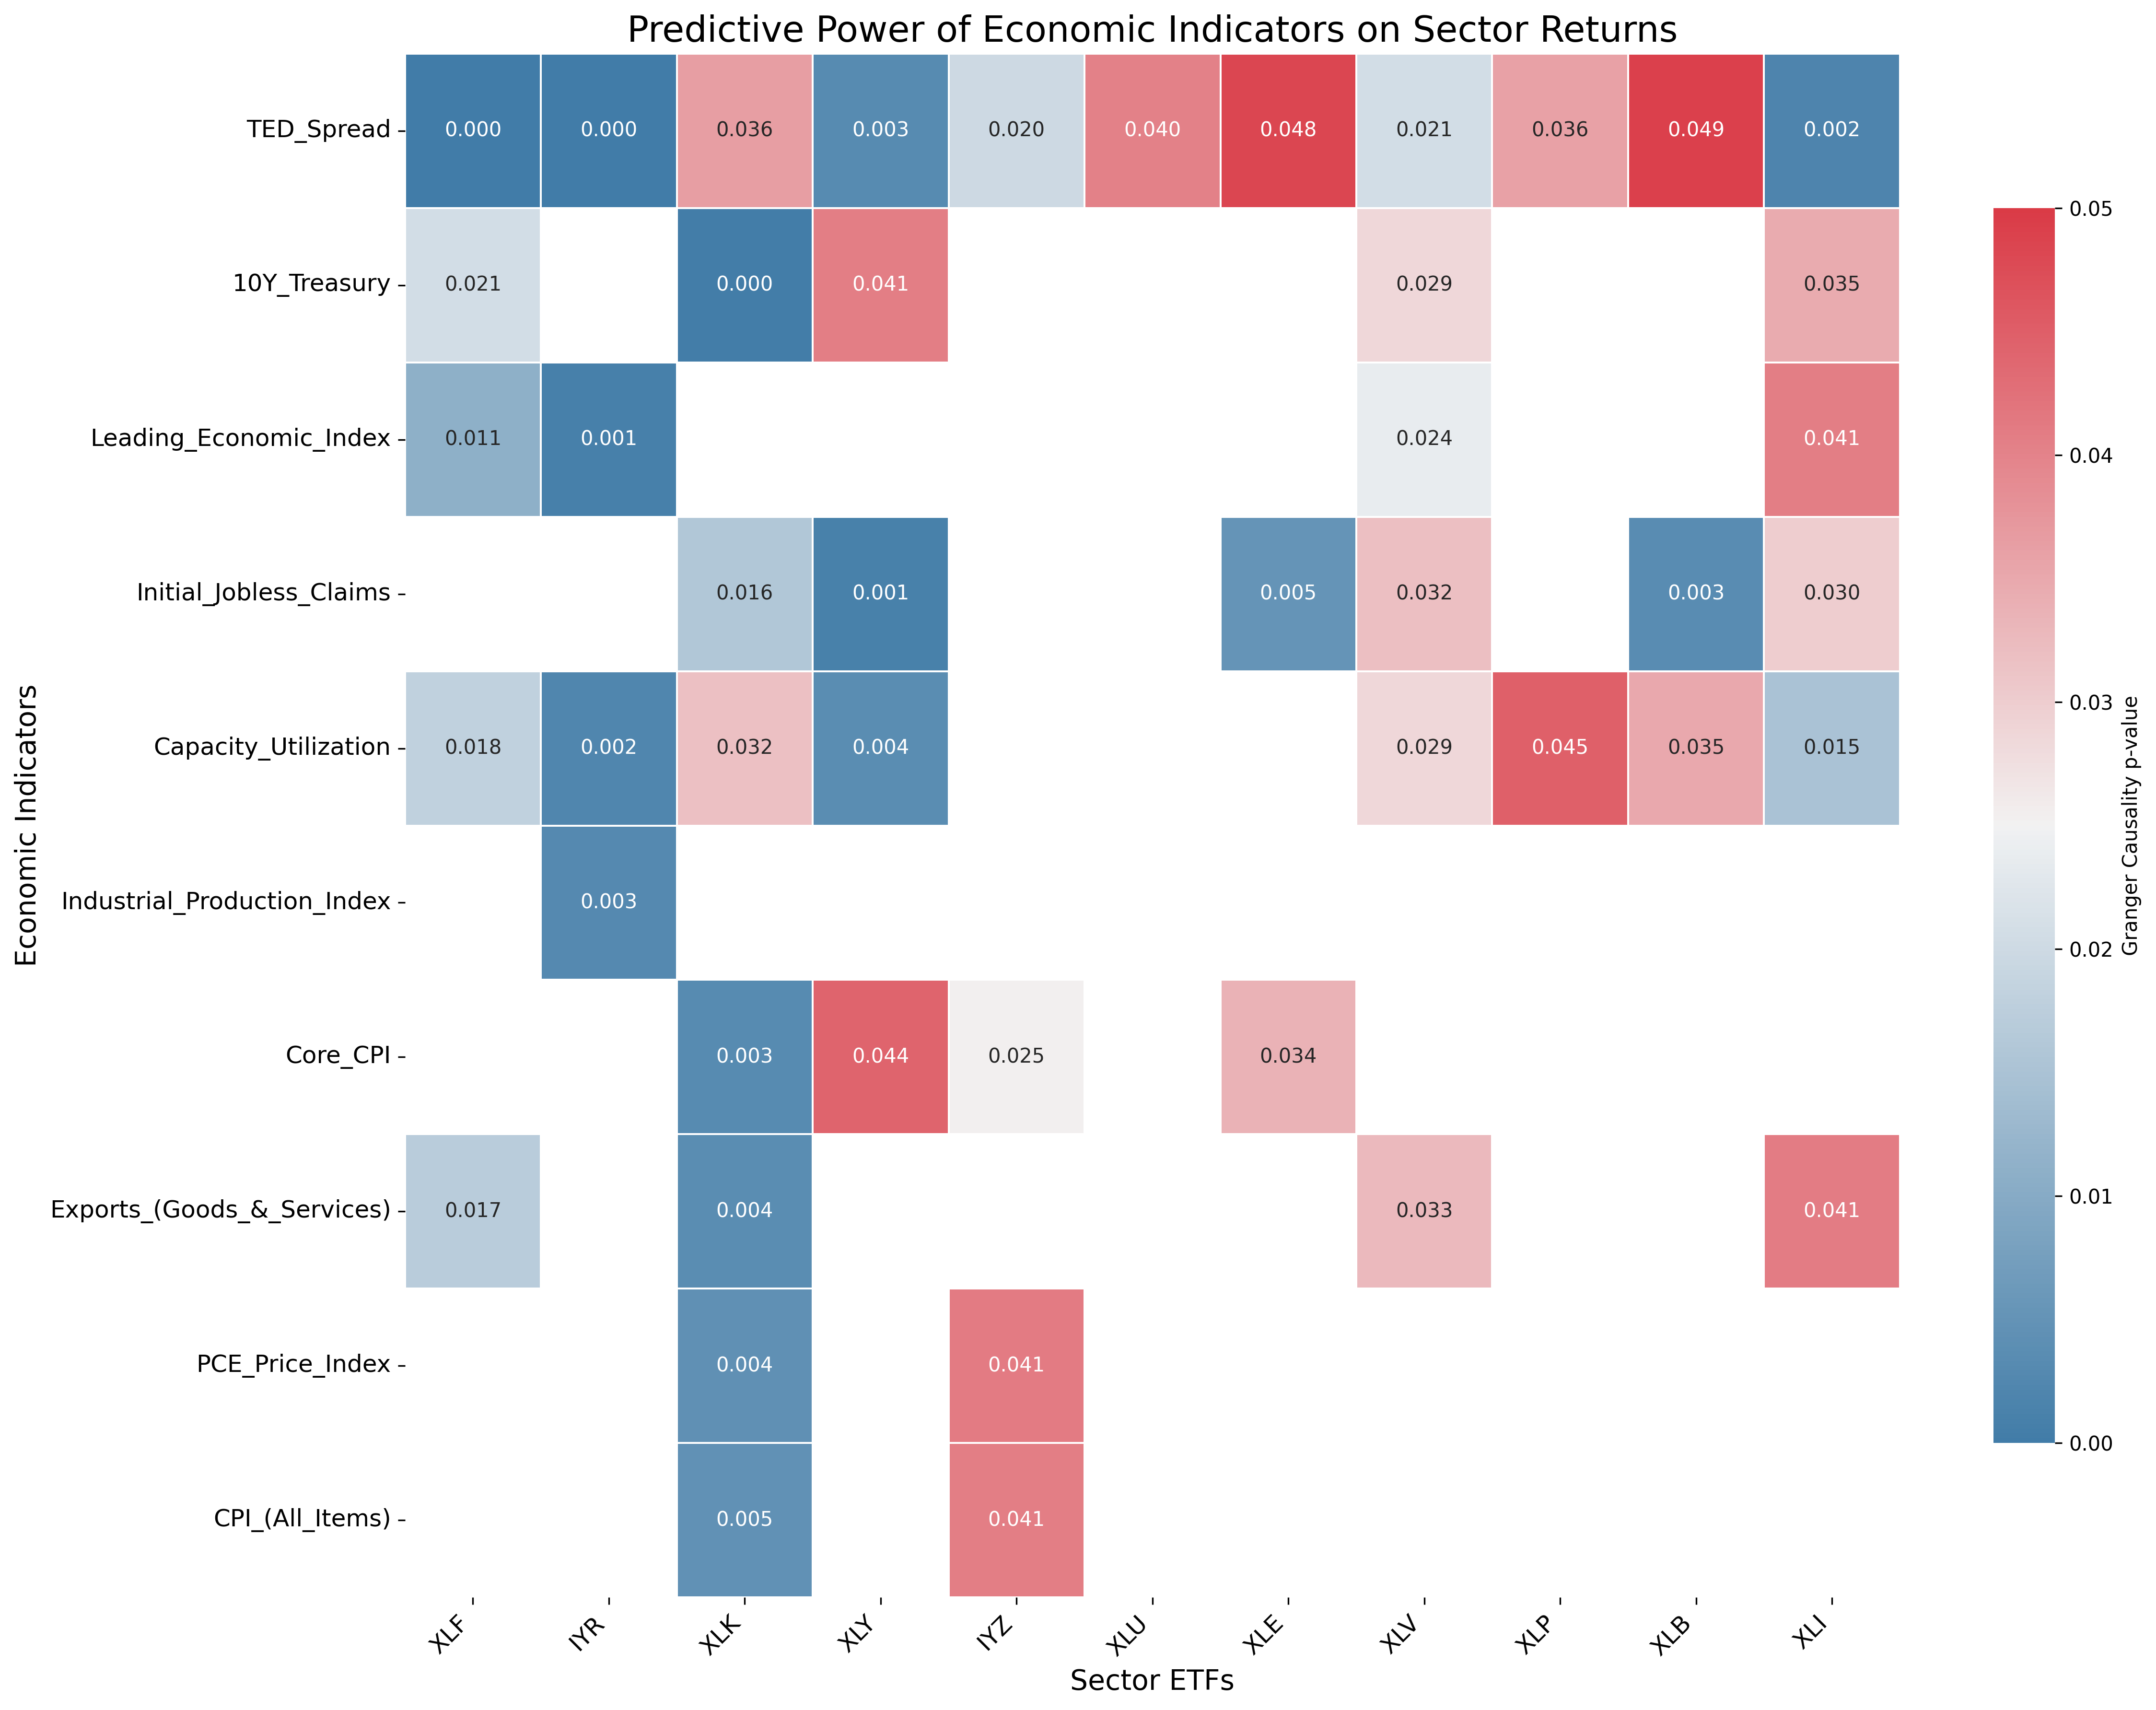 Predictive Power of Economic Indicators on Sector Returns
TED_Spread 0.000 0.000 0.036 0.003 0.020 0.040 0.048 0.021 0.036 0.049 0.002
10Y_Treasury 0.021 0.000 0.041 0.029 0.035
Leading_Economic_Index 0.011 0.001 0.024 0.041
Initial_Jobless_Claims 0.016 0.001 0.005 0.032 0.003 0.030
Capacity_Utilization 0.018 0.002 0.032 0.004 0.029 0.045 0.035 0.015
Industrial_Production_Index 0.003
Core_CPI 0.003 0.044 0.025 0.034
Exports_(Goods_&_Services) 0.017 0.004 0.033 0.041
PCE_Price_Index 0.004 0.041
CPI_(All_Items) 0.005 0.041
XLF IYR XLK XLY IYZ XLU XLE XLV XLP XLB XLI
Sector ETFs
Economic Indicators
0.05
0.04
0.03
0.02
0.01
0.00
Granger Causality p-value